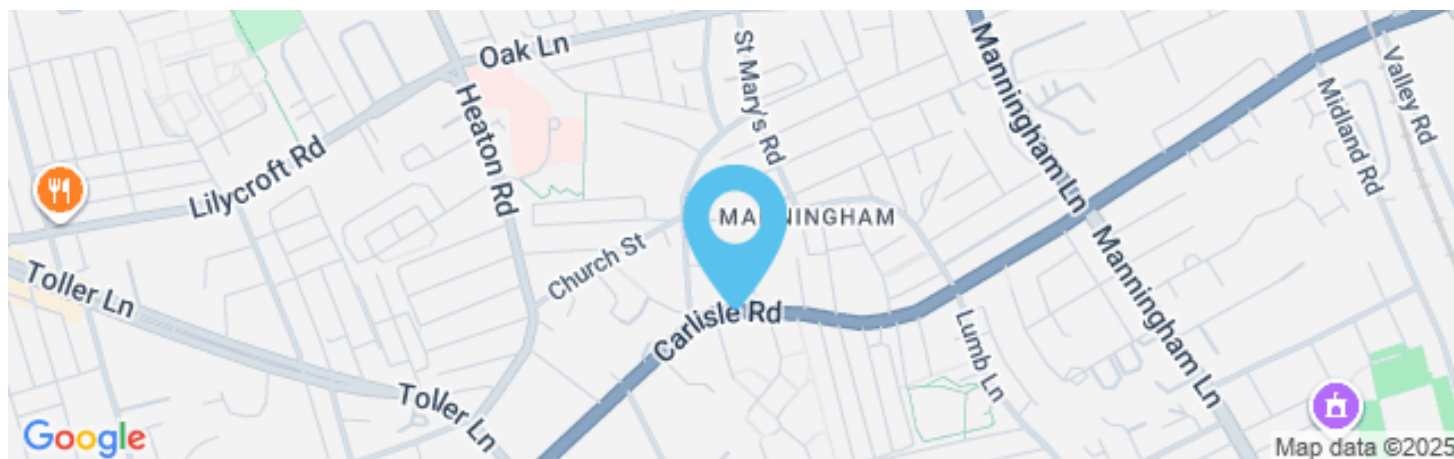 Oak Ln
St Mary's Rd
Manningham Ln
Valley Rd
Midland Rd
Heaton Rd
Lilycroft Rd
MANNINGHAM
Church St
Manningham Ln
Toller Ln
Carlisle Rd
Lumb Ln
Toller Ln
Google
Map data ©2025